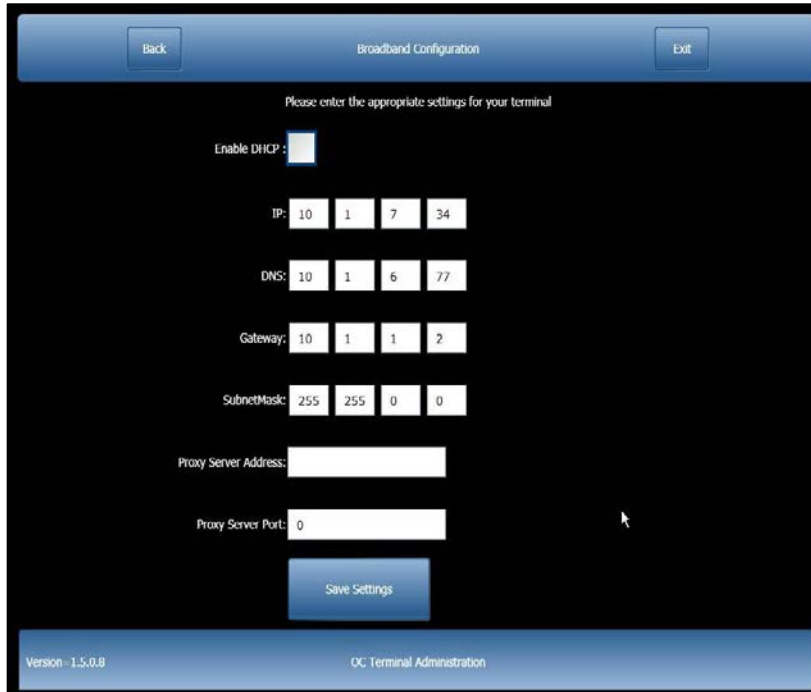 Back Broadband Configuration Exit
Please enter the appropriate settings for your terminal
Enable DHCP :
IP: 10 1 7 34
DNS: 10 1 6 77
Gateway: 10 1 1 2
SubnetMask: 255 255 0 0
Proxy Server Address:
Proxy Server Port: 0
Save Settings
Version=1.5.0.8 OC Terminal Administration